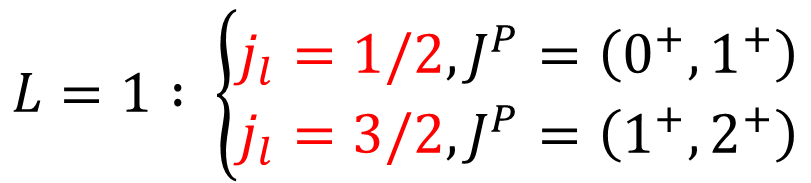 L = 1 : { j_l = 1/2, J^P = (0^+, 1^+)
j_l = 3/2, J^P = (1^+, 2^+)